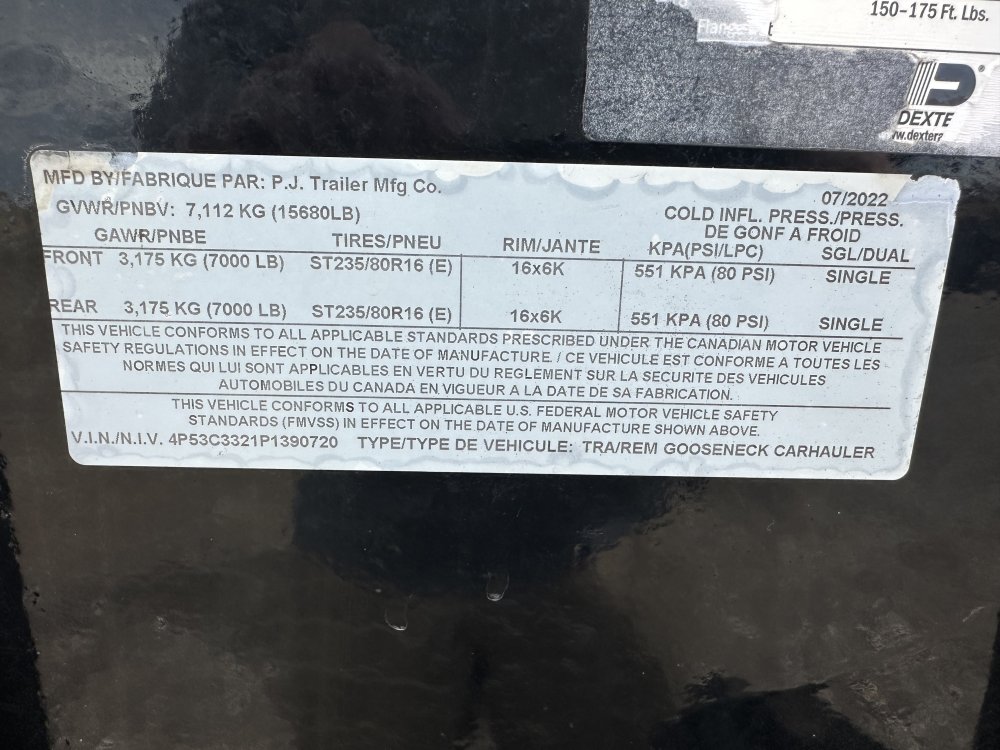 150-175 Ft. Lbs.
Flange
DEXTE
w.dexter
MFD BY/FABRIQUE PAR: P.J. Trailer Mfg Co.
07/2022
GVWR/PNBV: 7,112 KG (15680LB)
COLD INFL. PRESS./PRESS.
DE GONF A FROID
GAWR/PNBE TIRES/PNEU RIM/JANTE KPA(PSI/LPC) SGL/DUAL
FRONT 3,175 KG (7000 LB) ST235/80R16 (E) 16x6K 551 KPA (80 PSI) SINGLE
REAR 3,175 KG (7000 LB) ST235/80R16 (E) 16x6K 551 KPA (80 PSI) SINGLE
THIS VEHICLE CONFORMS TO ALL APPLICABLE STANDARDS PRESCRIBED UNDER THE CANADIAN MOTOR VEHICLE
SAFETY REGULATIONS IN EFFECT ON THE DATE OF MANUFACTURE. / CE VEHICULE EST CONFORME A TOUTES LES
NORMES QUI LUI SONT APPLICABLES EN VERTU DU REGLEMENT SUR LA SECURITE DES VEHICULES
AUTOMOBILES DU CANADA EN VIGUEUR A LA DATE DE SA FABRICATION.
THIS VEHICLE CONFORMS TO ALL APPLICABLE U.S. FEDERAL MOTOR VEHICLE SAFETY
STANDARDS (FMVSS) IN EFFECT ON THE DATE OF MANUFACTURE SHOWN ABOVE.
V.I.N./N.I.V. 4P53C3321P1390720 TYPE/TYPE DE VEHICULE: TRA/REM GOOSENECK CARHAULER